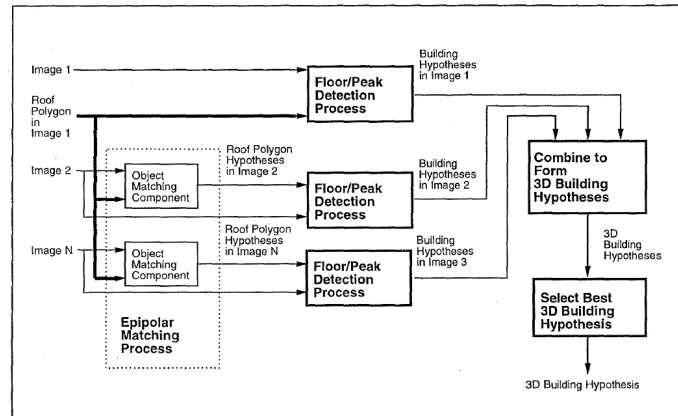 Image 1
Roof
Polygon
in
Image 1
Floor/Peak
Detection
Process
Building
Hypotheses
in Image 1
Image 2
Object
Matching
Component
Roof Polygon
Hypotheses
in Image 2
Floor/Peak
Detection
Process
Building
Hypotheses
in Image 2
Image N
Object
Matching
Component
Roof Polygon
Hypotheses
in Image N
Floor/Peak
Detection
Process
Building
Hypotheses
in Image 3
Epipolar
Matching
Process
Combine to
Form
3D Building
Hypotheses
3D
Building
Hypotheses
Select Best
3D Building
Hypothesis
3D Building Hypothesis